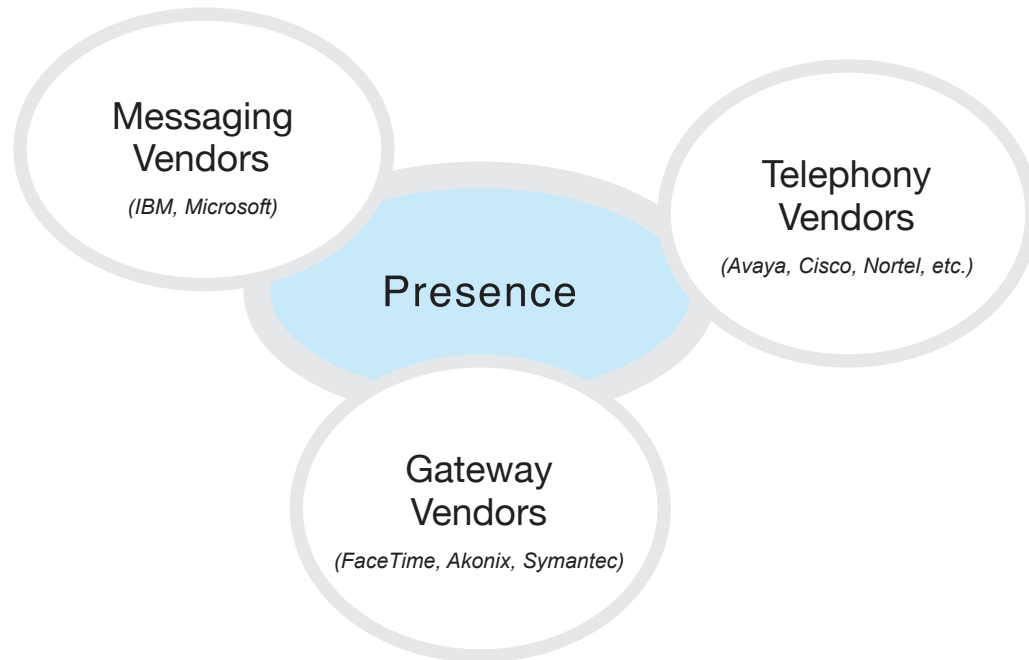 Messaging
Vendors
(IBM, Microsoft)
Telephony
Vendors
(Avaya, Cisco, Nortel, etc.)
Presence
Gateway
Vendors
(FaceTime, Akonix, Symantec)